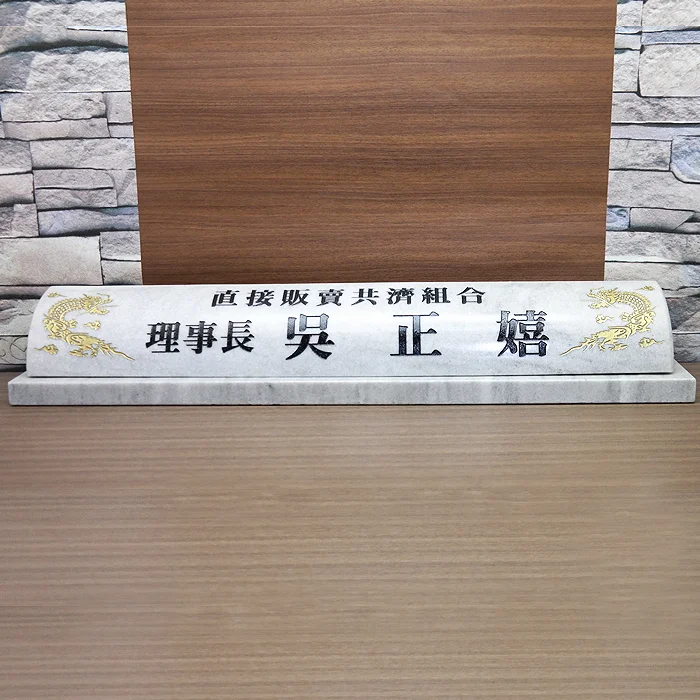 直接販賣共濟組合
理事長 吳正嬉